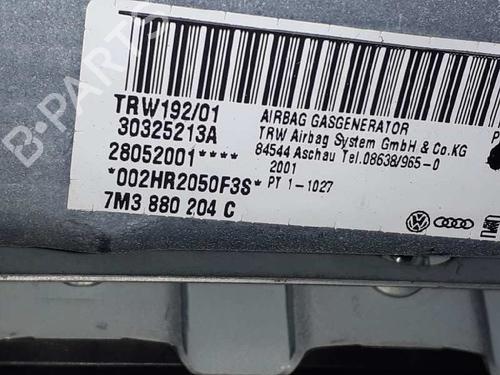 B-PARTS
TRW192/01
30325213A
28052001****
*002HR2050F3S*
7M3 880 204 C
AIRBAG GASGENERATOR
TRW Airbag System GmbH & Co.KG
84544 Aschau Tel.08638/965-0
2001
PT 1-1027